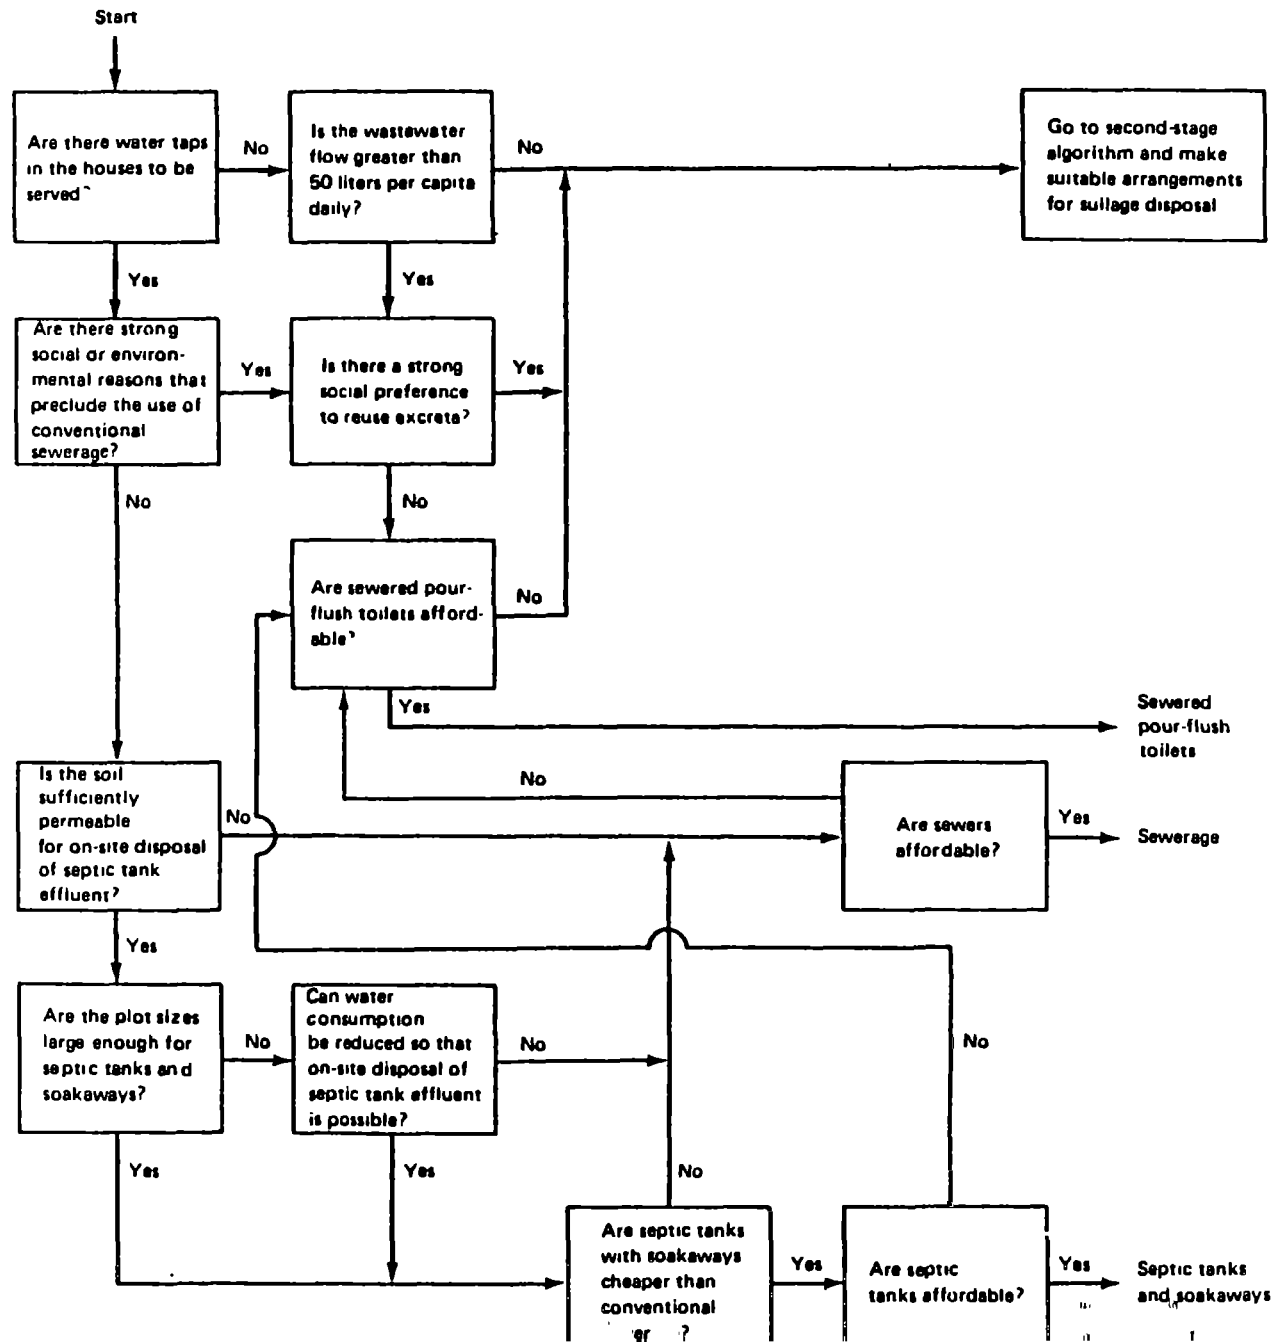 Start
Are there water taps
in the houses to be
served?
No
Is the wastewater
flow greater than
50 liters per capita
daily?
No
Go to second-stage
algorithm and make
suitable arrangements
for sullage disposal
Yes
Yes
Are there strong
social or environ-
mental reasons that
preclude the use of
conventional
sewerage?
Yes
Is there a strong
social preference
to reuse excreta?
Yes
No
No
Are sewered pour-
flush toilets afford-
able?
No
Yes
Sewered
pour-flush
toilets
Is the soil
sufficiently
permeable
for on-site disposal
of septic tank
effluent?
No
No
Are sewers
affordable?
Yes
Sewerage
Yes
Are the plot sizes
large enough for
septic tanks and
soakaways?
No
Can water
consumption
be reduced so that
on-site disposal of
septic tank effluent
is possible?
No
No
Yes
Yes
No
Are septic tanks
with soakaways
cheaper than
conventional
?
Yes
Are septic
tanks affordable?
Yes
Septic tanks
and soakaways